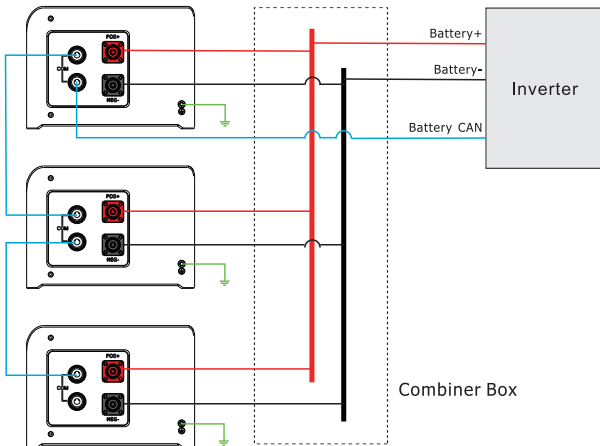 POS+
COM
NEG-
Battery+
Battery-
Battery CAN
Inverter
POS+
COM
NEG-
POS+
COM
NEG-
Combiner Box